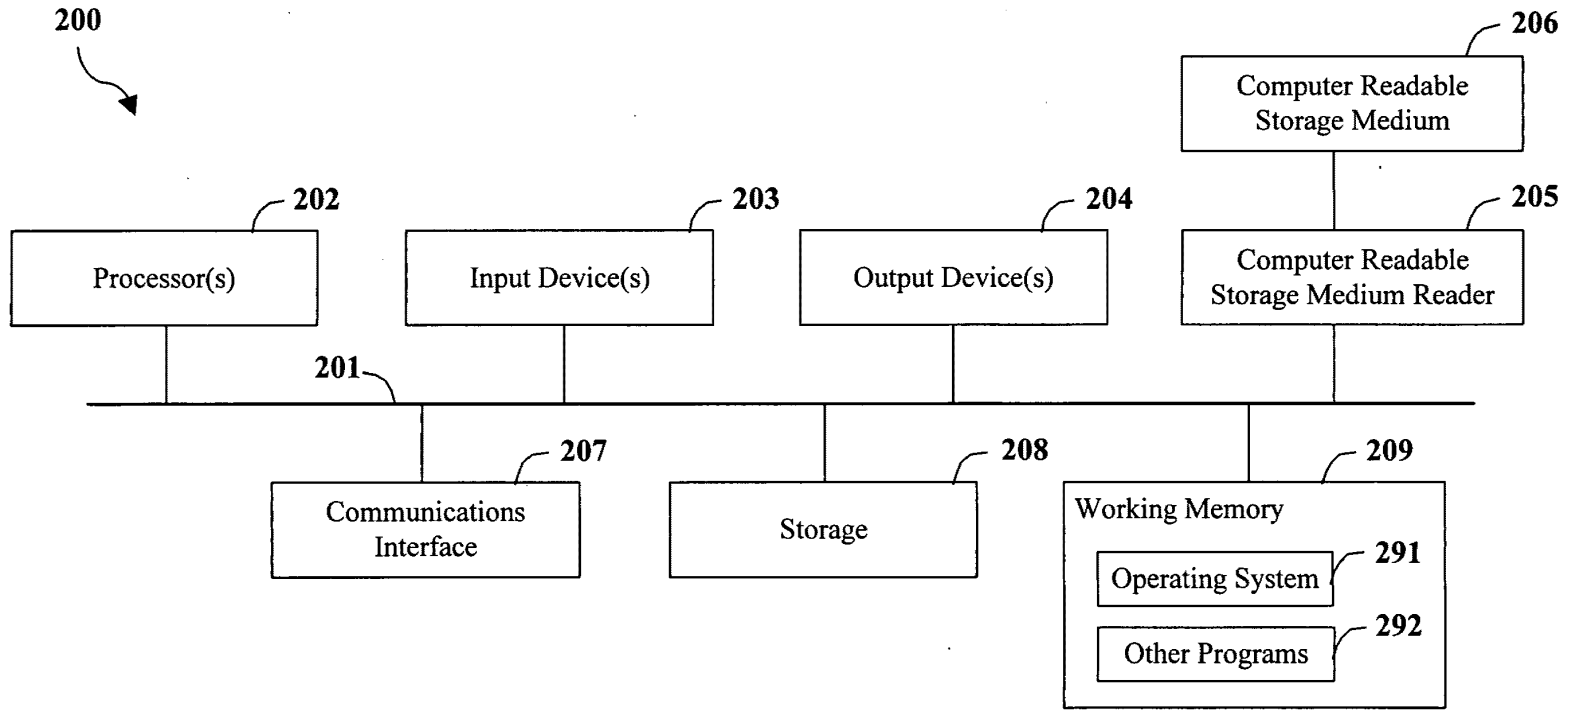 200
206
Computer Readable
Storage Medium
202
203
204
205
Processor(s)
Input Device(s)
Output Device(s)
Computer Readable
Storage Medium Reader
201
207
208
209
Communications
Interface
Storage
Working Memory
291
Operating System
292
Other Programs